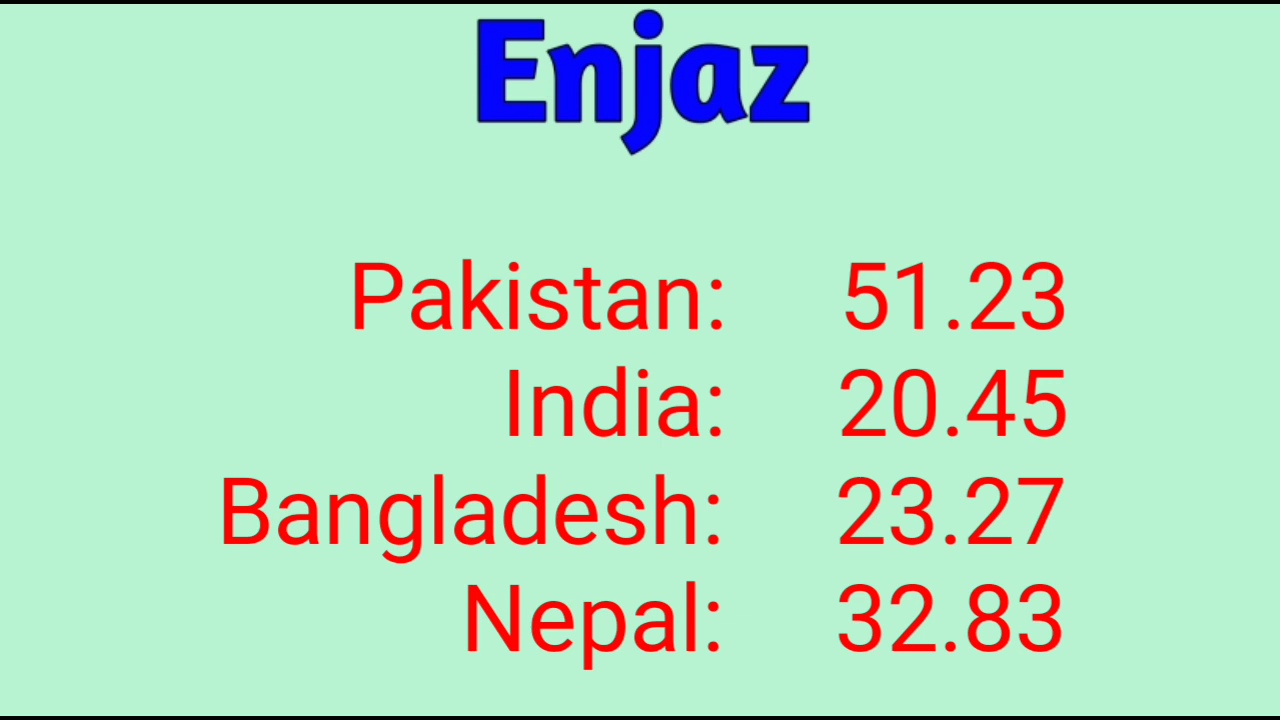 Enjaz
Pakistan: 51.23
India: 20.45
Bangladesh: 23.27
Nepal: 32.83